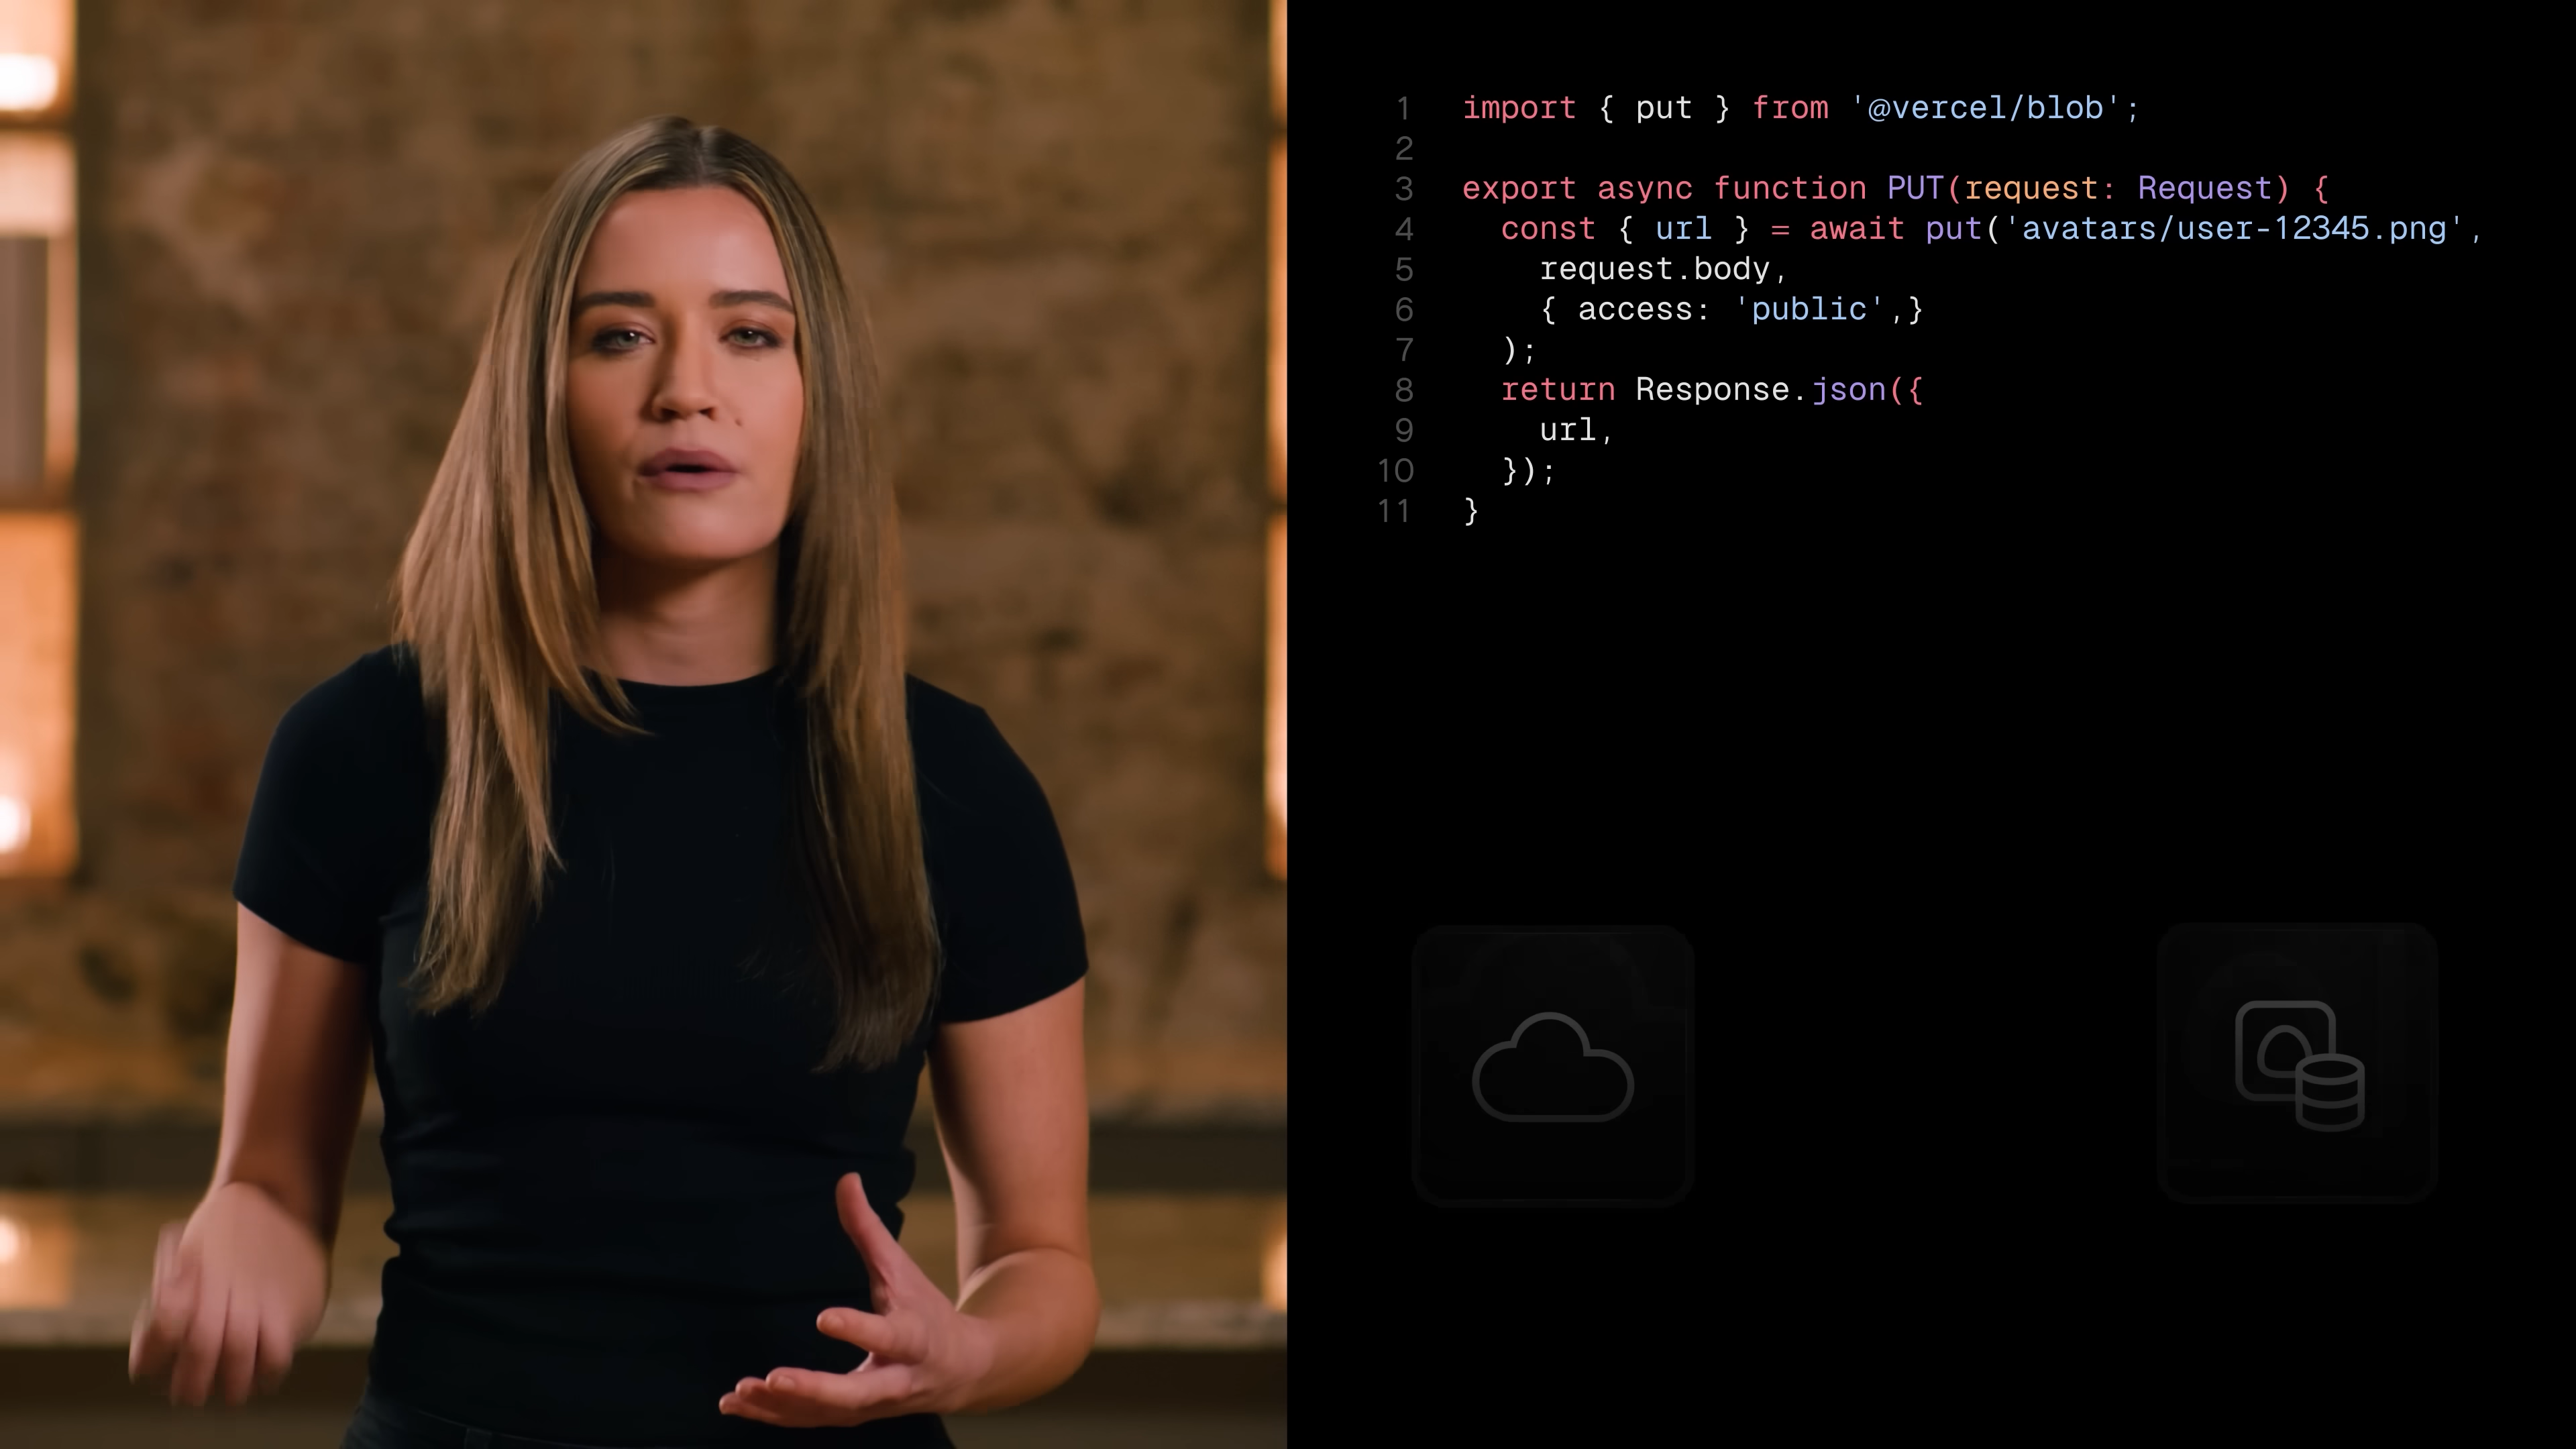 1 import { put } from '@vercel/blob';
2
3 export async function PUT(request: Request) {
4 const { url } = await put('avatars/user-12345.png',
5 request.body,
6 { access: 'public',}
7 );
8 return Response.json({
9 url,
10 });
11 }